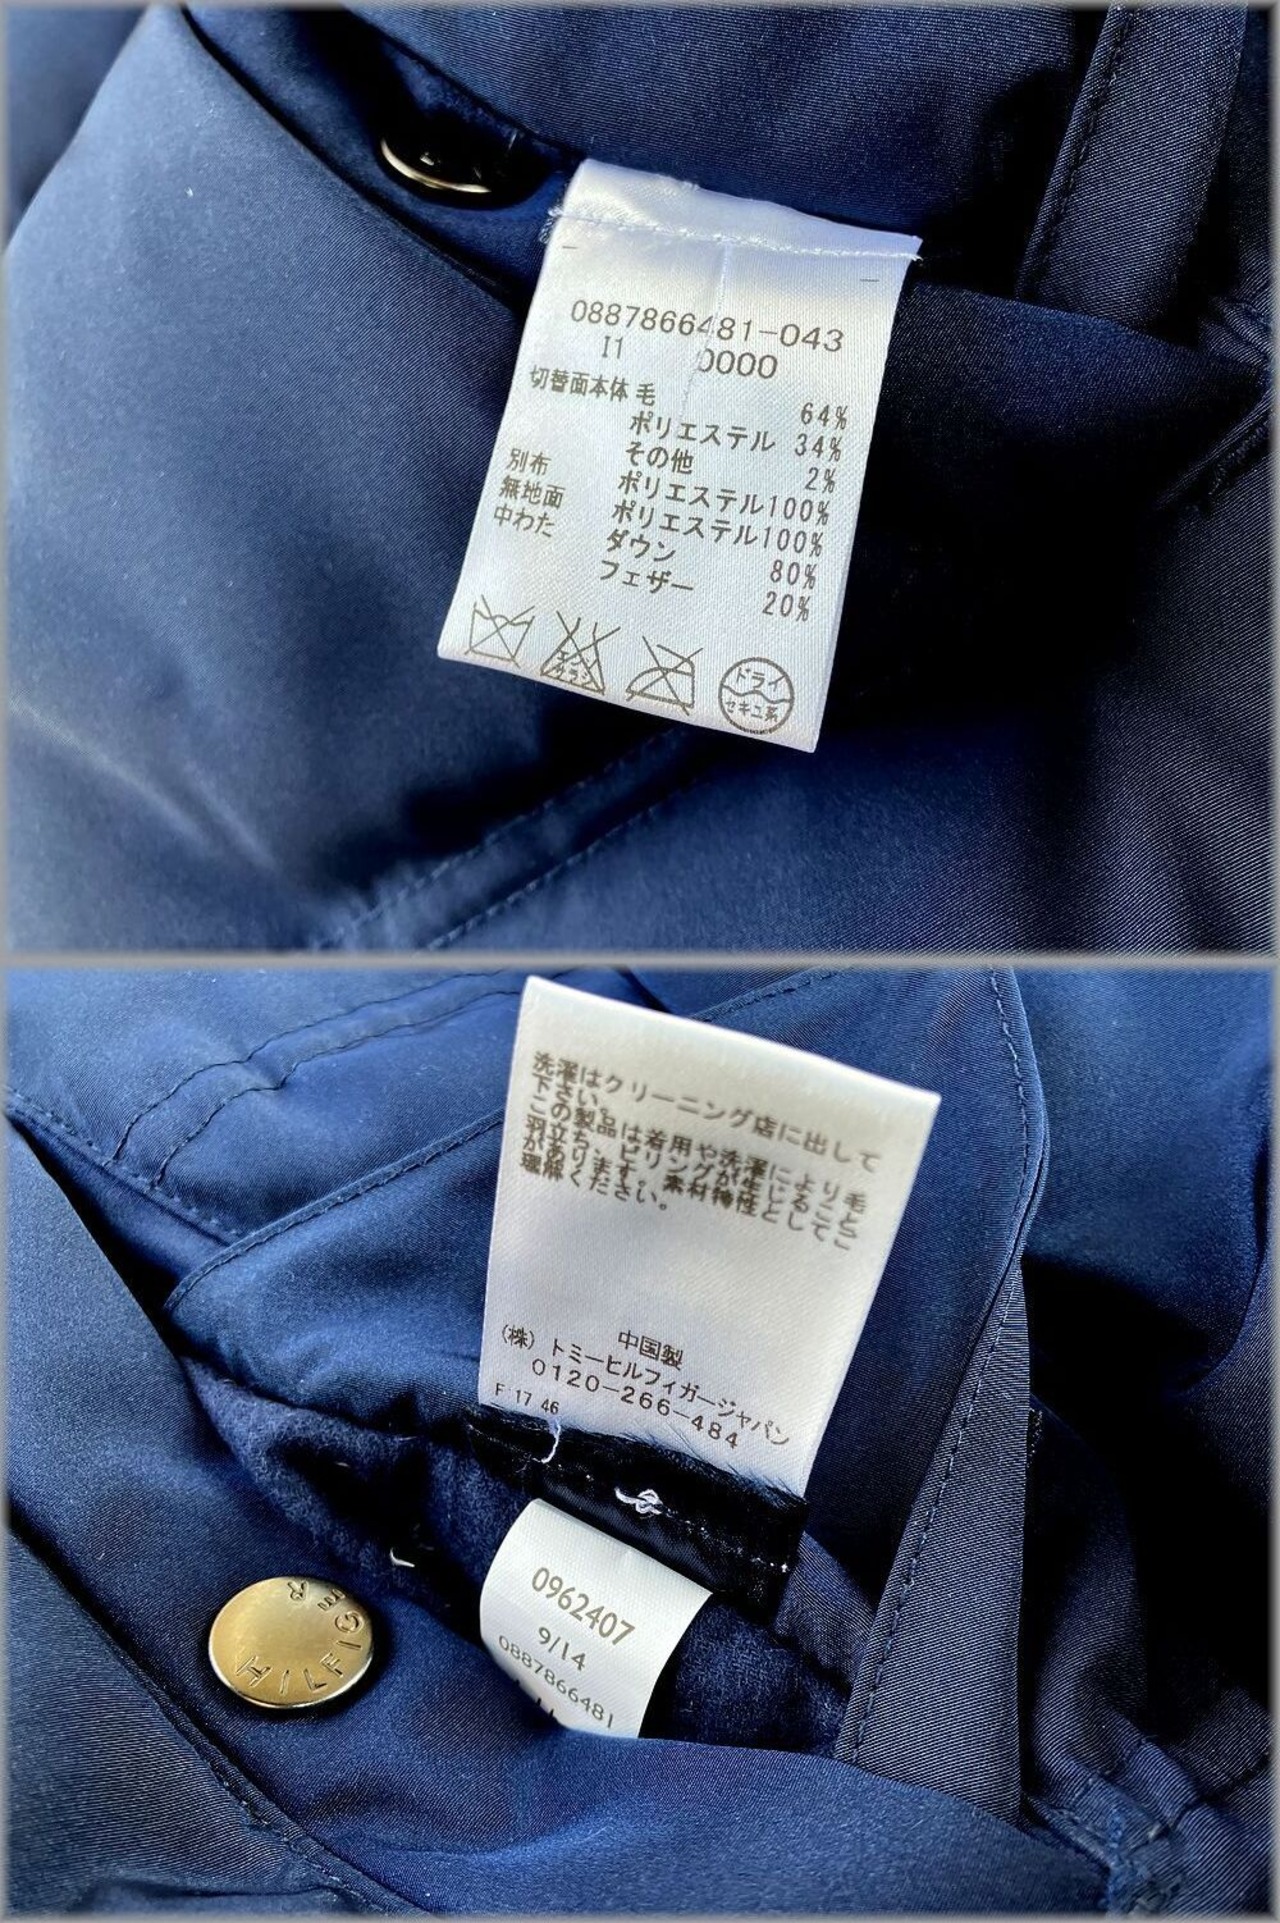 0887866481-043
I1 0000
切替面本体 毛 64%
ポリエステル 34%
その他 2%
別布 ポリエステル100%
無地面 ポリエステル100%
中わた ダウン 80%
フェザー 20%
エンソ
サラシ
ドライ
セキユ系
洗濯はクリーニング店に出して
下さい。
この製品は着用や洗濯により毛
羽立ち、ピリングが生じること
があります。素材特性としてご
理解ください。
中国製
(株)トミーヒルフィガージャパン
0120-266-484
F 17 46
0962407
9/14
0887866481
HILFIGER